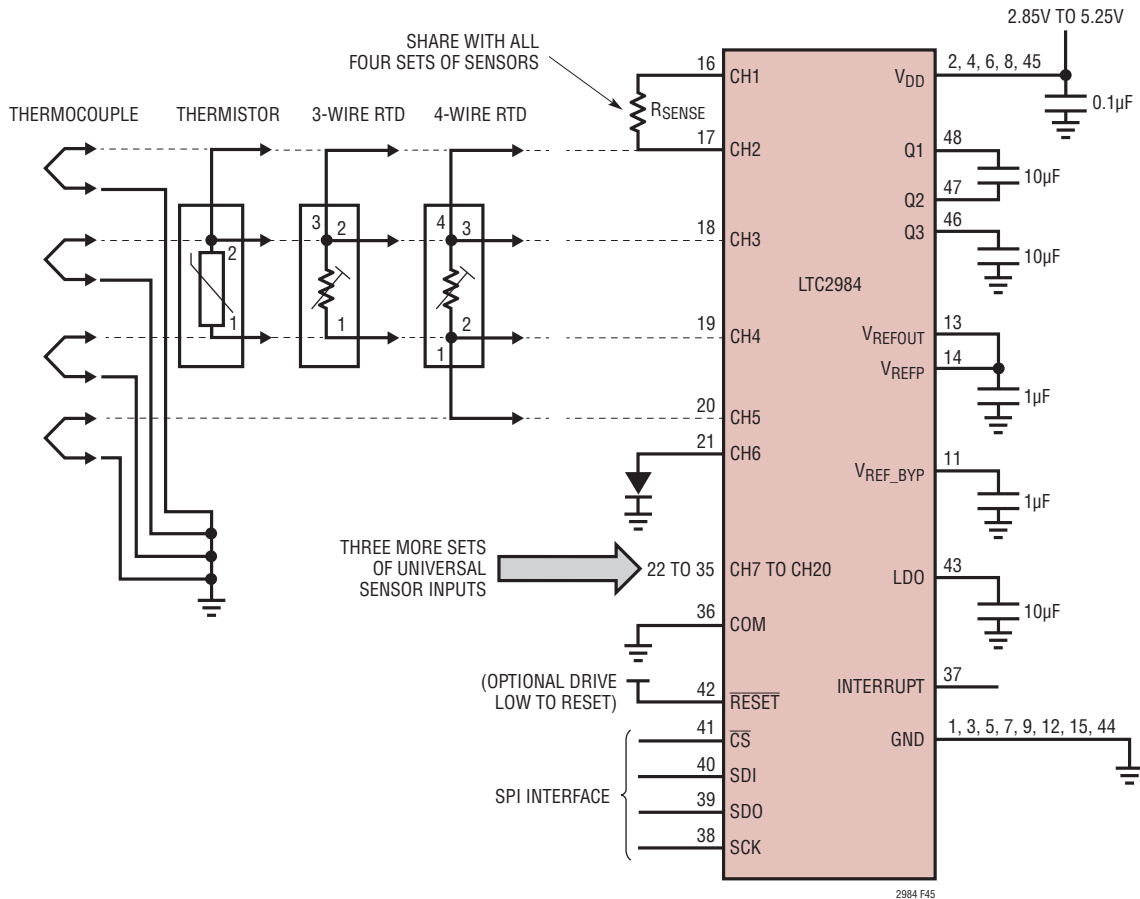 2.85V TO 5.25V
SHARE WITH ALL
FOUR SETS OF SENSORS
16
CH1
VDD
2, 4, 6, 8, 45
0.1µF
RSENSE
THERMOCOUPLE
THERMISTOR
3-WIRE RTD
4-WIRE RTD
17
CH2
Q1
48
10µF
Q2
47
3
2
4
3
2
18
CH3
Q3
46
10µF
LTC2984
1
1
2
1
19
CH4
VREFOUT
13
VREFP
14
1µF
20
CH5
21
CH6
VREF_BYP
11
1µF
THREE MORE SETS
OF UNIVERSAL
SENSOR INPUTS
22 TO 35
CH7 TO CH20
LDO
43
10µF
36
COM
(OPTIONAL DRIVE
LOW TO RESET)
42
RESET
INTERRUPT
37
41
CS
GND
1, 3, 5, 7, 9, 12, 15, 44
40
SDI
SPI INTERFACE
39
SDO
38
SCK
2984 F45